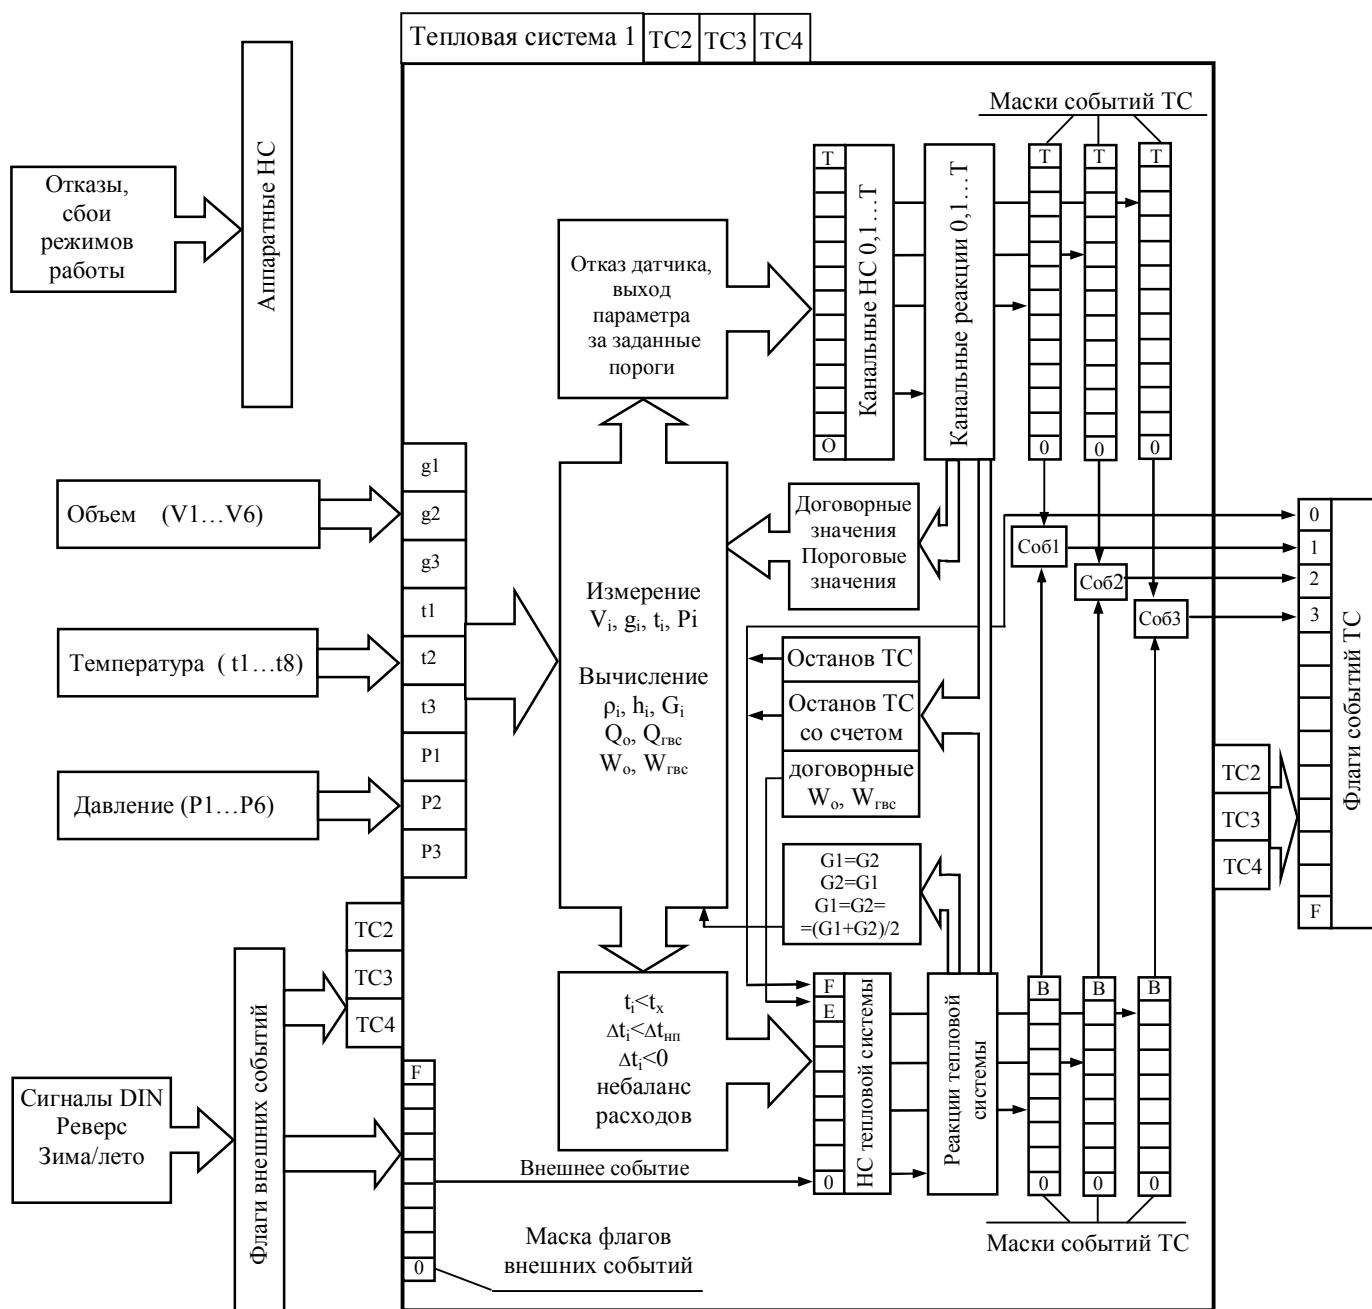 Тепловая система 1 ТС2 ТС3 ТС4
Маски событий ТС
Отказы,
сбои
режимов
работы
Аппаратные НС
Отказ датчика,
выход
параметра
за заданные
пороги
Т
О
Канальные НС 0,1…Т
Канальные реакции 0,1…Т
Т
0
Т
0
Т
0
Объем (V1…V6)
Температура ( t1…t8)
Давление (P1…P6)
g1
g2
g3
t1
t2
t3
P1
P2
P3
Измерение
Vi, gi, ti, Pi
Вычисление
ρi, hi, Gi
Qо, Qгвс
Wо, Wгвс
Договорные
значения
Пороговые
значения
Соб1
Соб2
Соб3
Останов ТС
Останов ТС
со счетом
договорные
Wо, Wгвс
G1=G2
G2=G1
G1=G2=
=(G1+G2)/2
0
1
2
3
F
Флаги событий ТС
ТС2
ТС3
ТС4
ТС2
ТС3
ТС4
Сигналы DIN
Реверс
Зима/лето
Флаги внешних событий
F
0
ti<tх
Δti<Δtнп
Δti<0
небаланс
расходов
Внешнее событие
Маска флагов
внешних событий
F
E
0
НС тепловой системы
Реакции тепловой
системы
В
0
В
0
В
0
Маски событий ТС